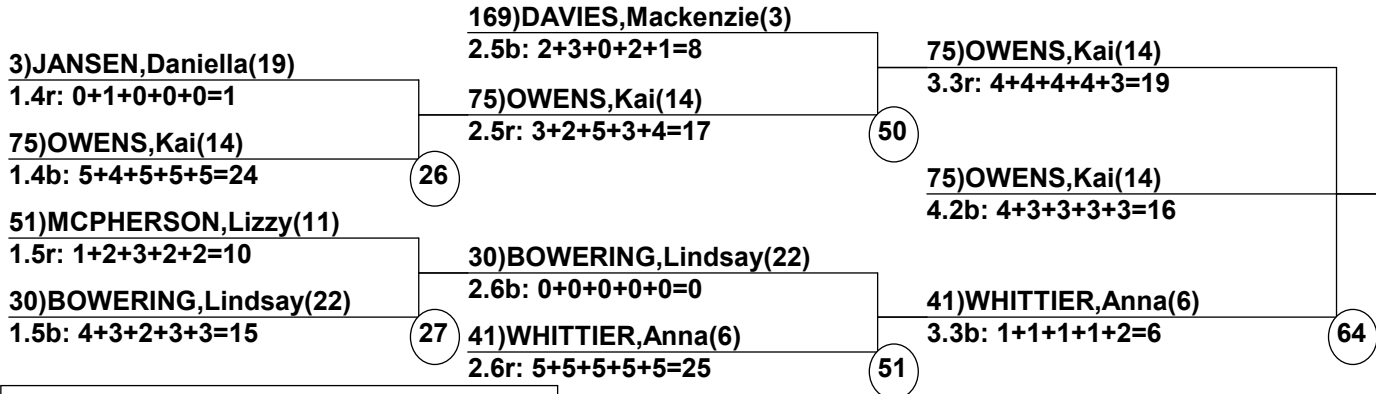 3)JANSEN,Daniella(19)
1.4r: 0+1+0+0+0=1
75)OWENS,Kai(14)
1.4b: 5+4+5+5+5=24
26
51)MCPHERSON,Lizzy(11)
1.5r: 1+2+3+2+2=10
30)BOWERING,Lindsay(22)
1.5b: 4+3+2+3+3=15
27
169)DAVIES,Mackenzie(3)
2.5b: 2+3+0+2+1=8
75)OWENS,Kai(14)
2.5r: 3+2+5+3+4=17
50
30)BOWERING,Lindsay(22)
2.6b: 0+0+0+0+0=0
41)WHITTIER,Anna(6)
2.6r: 5+5+5+5+5=25
51
75)OWENS,Kai(14)
3.3r: 4+4+4+4+3=19
75)OWENS,Kai(14)
4.2b: 4+3+3+3+3=16
41)WHITTIER,Anna(6)
3.3b: 1+1+1+1+2=6
64